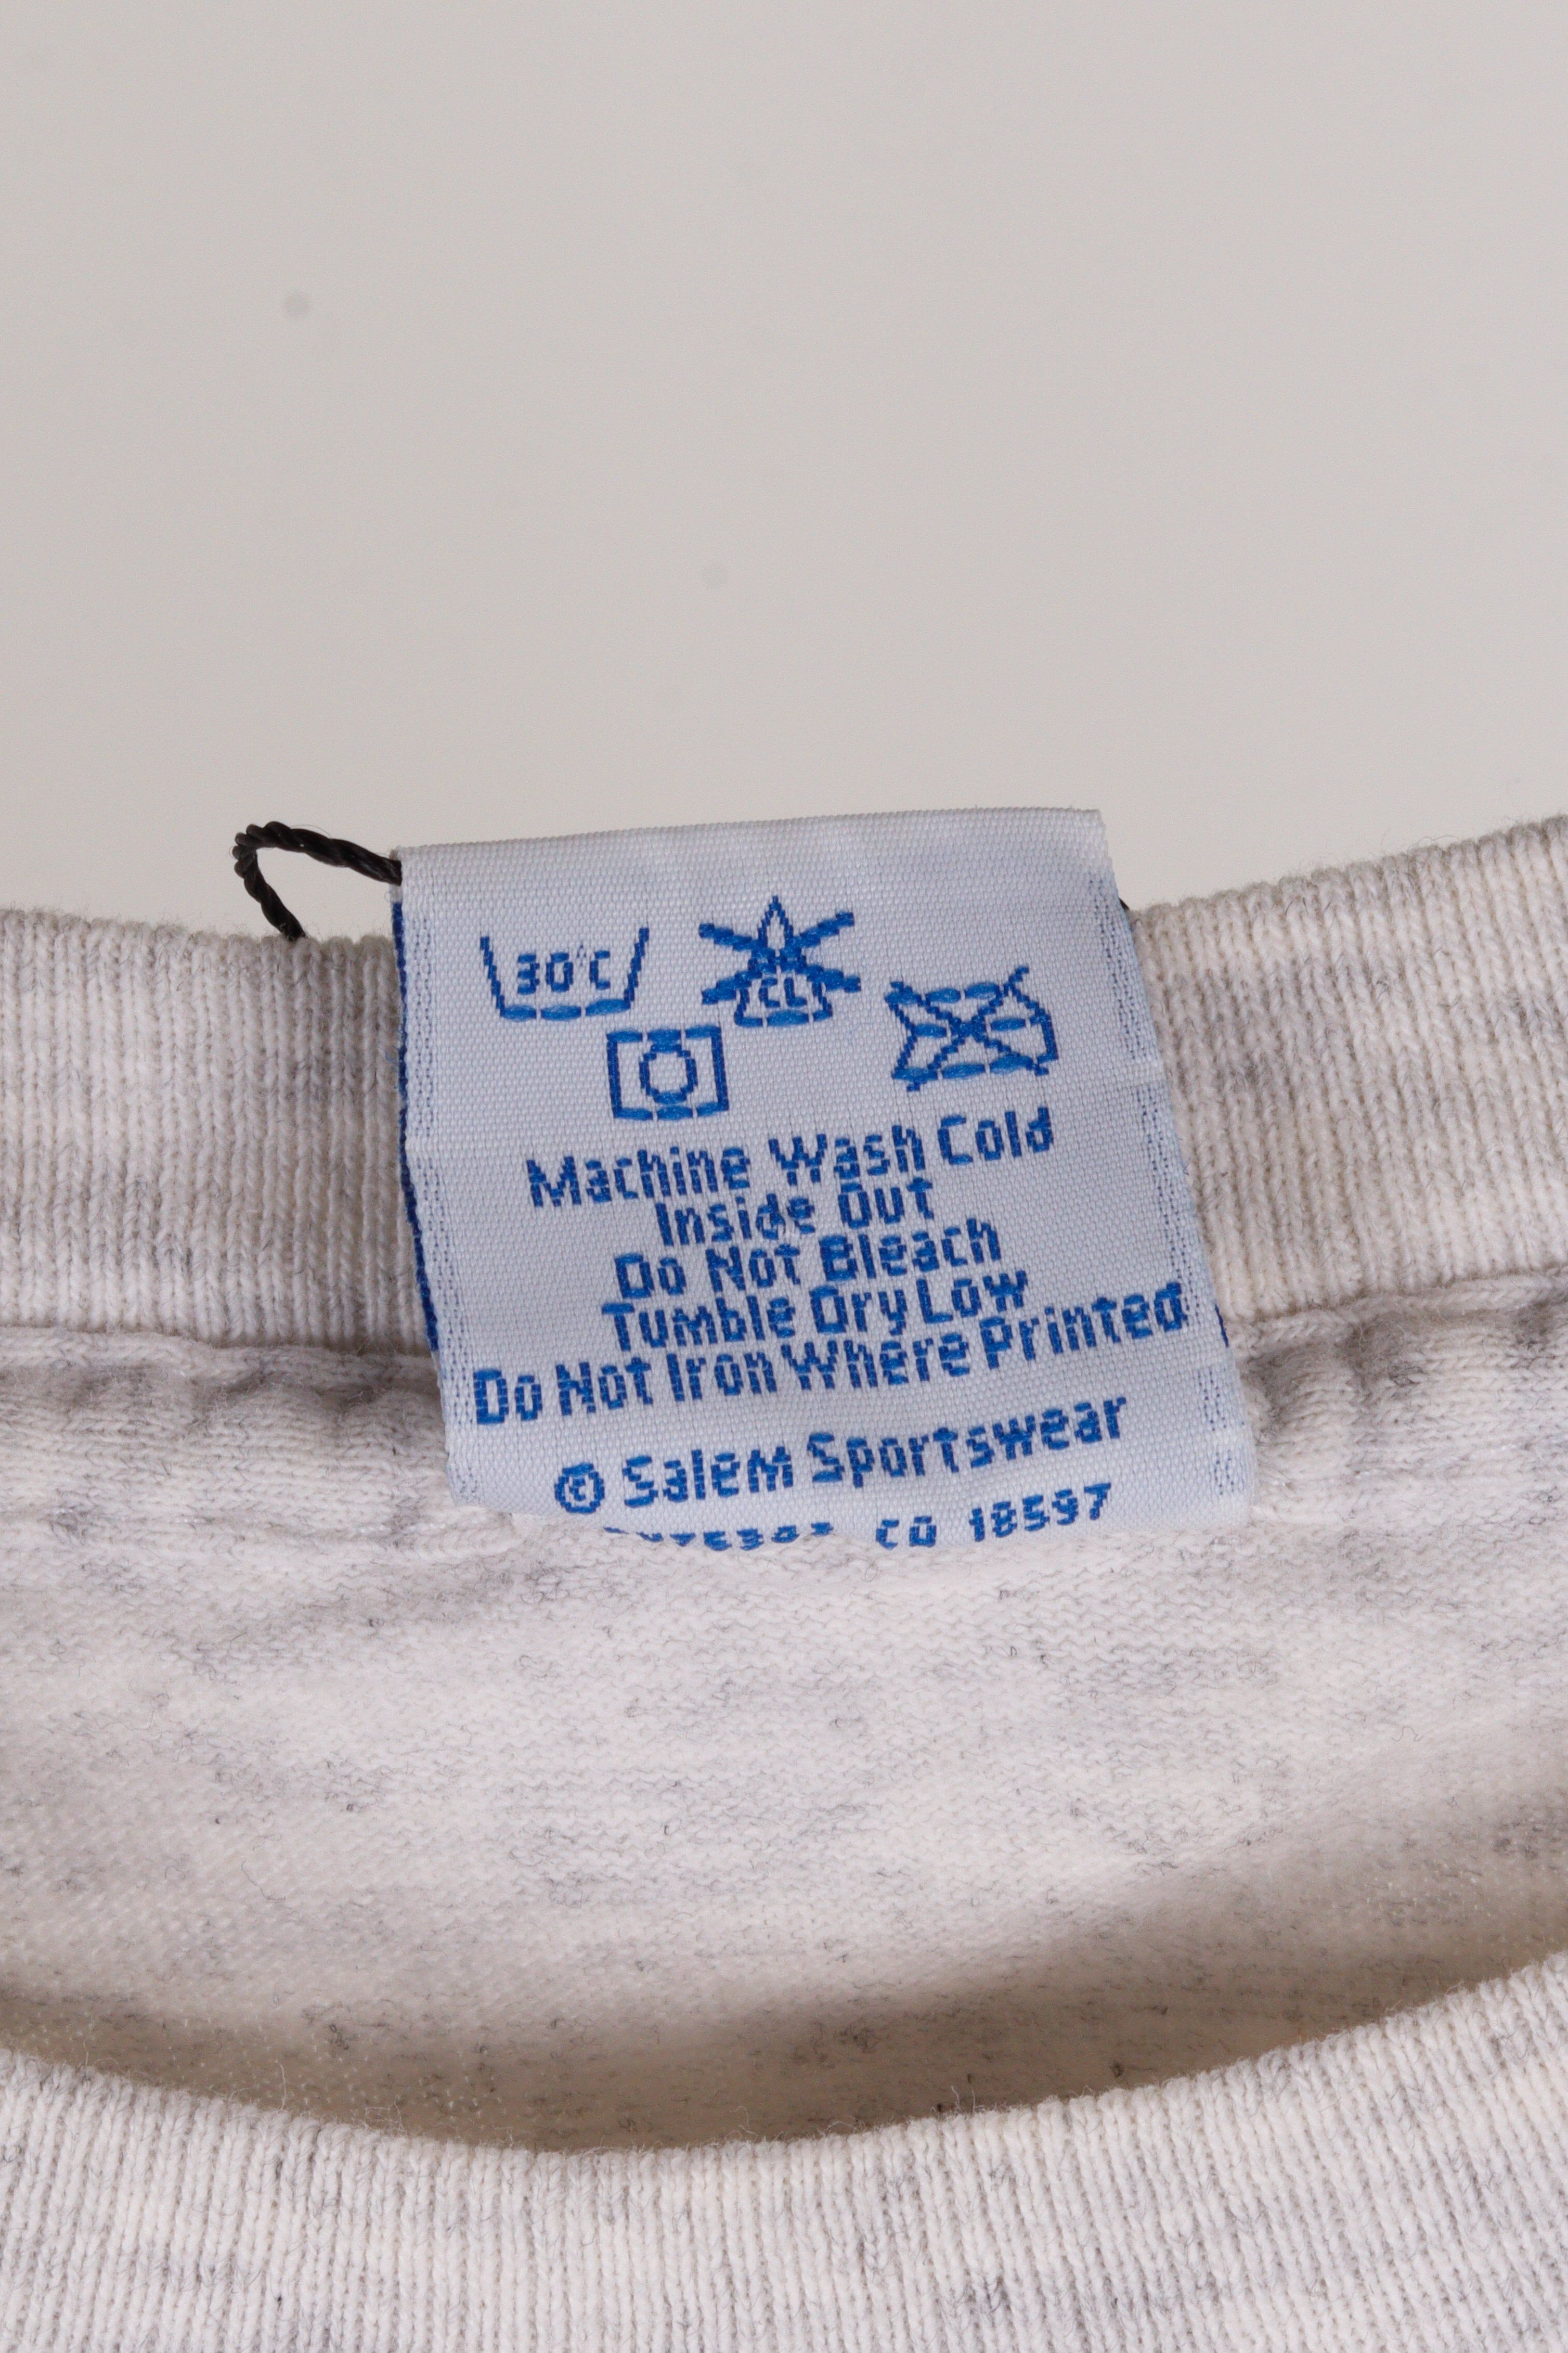 30°C
CL
Machine Wash Cold
Inside Out
Do Not Bleach
Tumble Dry Low
Do Not Iron Where Printed
© Salem Sportswear
CA 18597